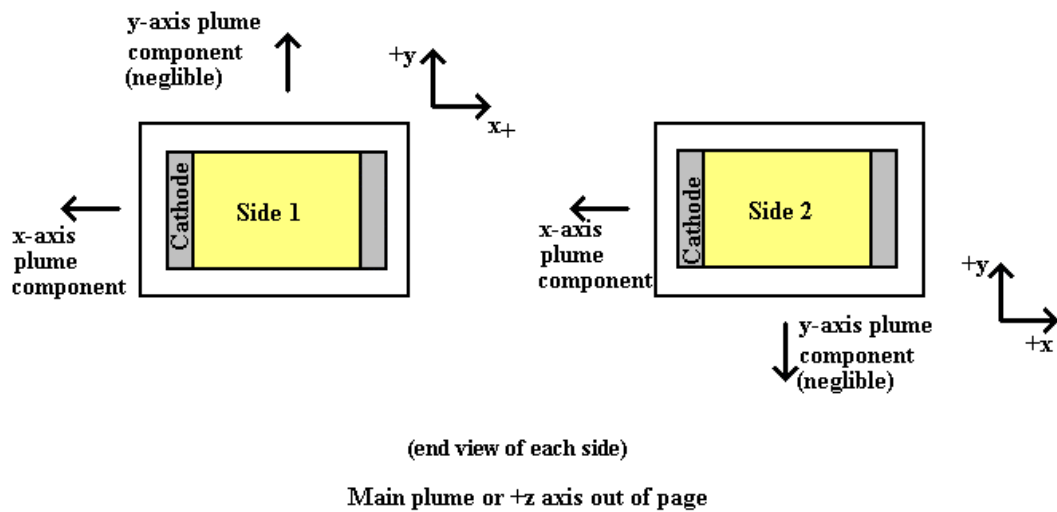 y-axis plume
component
(neglible)
+y
x+
Cathode
Side 1
x-axis
plume
component
Cathode
Side 2
x-axis
plume
component
+y
+x
y-axis plume
component
(neglible)
(end view of each side)
Main plume or +z axis out of page